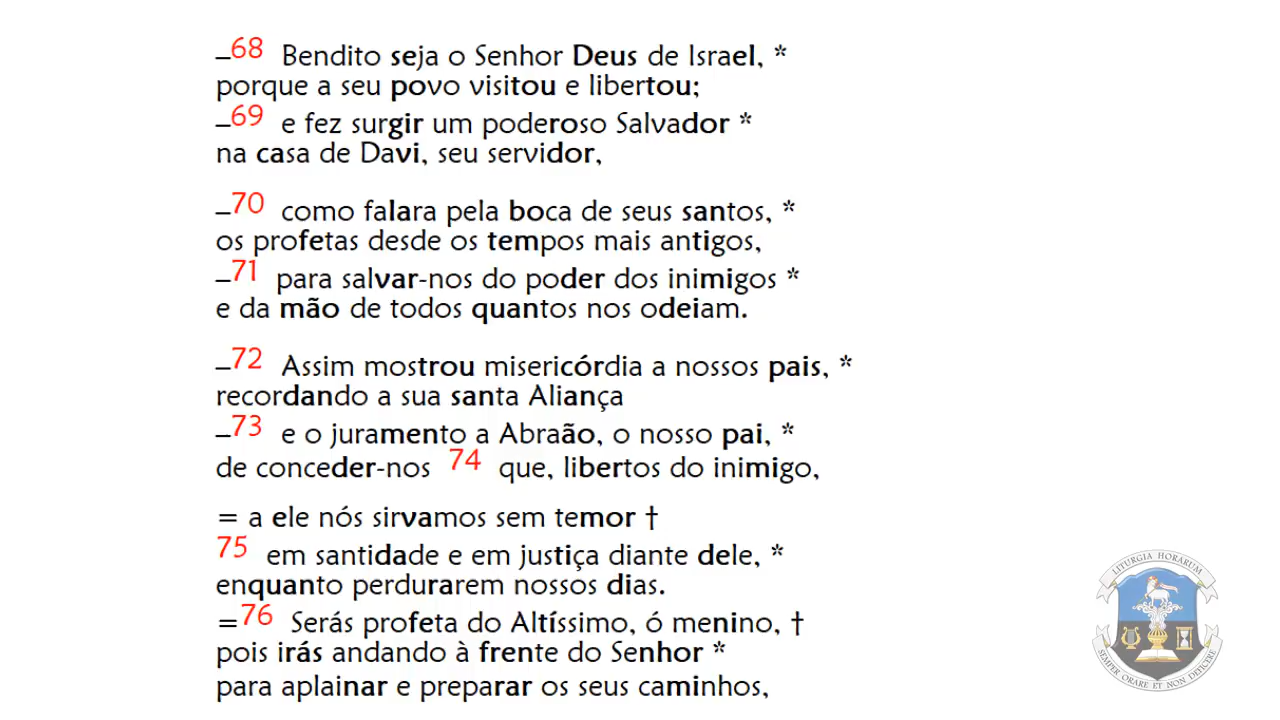 –68 Bendito seja o Senhor Deus de Israel, *
porque a seu povo visitou e libertou;
–69 e fez surgir um poderoso Salvador *
na casa de Davi, seu servidor,
–70 como falara pela boca de seus santos, *
os profetas desde os tempos mais antigos,
–71 para salvar-nos do poder dos inimigos *
e da mão de todos quantos nos odeiam.
–72 Assim mostrou misericórdia a nossos pais, *
recordando a sua santa Aliança
–73 e o juramento a Abraão, o nosso pai, *
de conceder-nos 74 que, libertos do inimigo,
= a ele nós sirvamos sem temor †
75 em santidade e em justiça diante dele, *
enquanto perdurarem nossos dias.
=76 Serás profeta do Altíssimo, ó menino, †
pois irás andando à frente do Senhor *
para aplainar e preparar os seus caminhos,
LITURGIA HORARUM
SEMPER ORARE ET NON DEFICERE